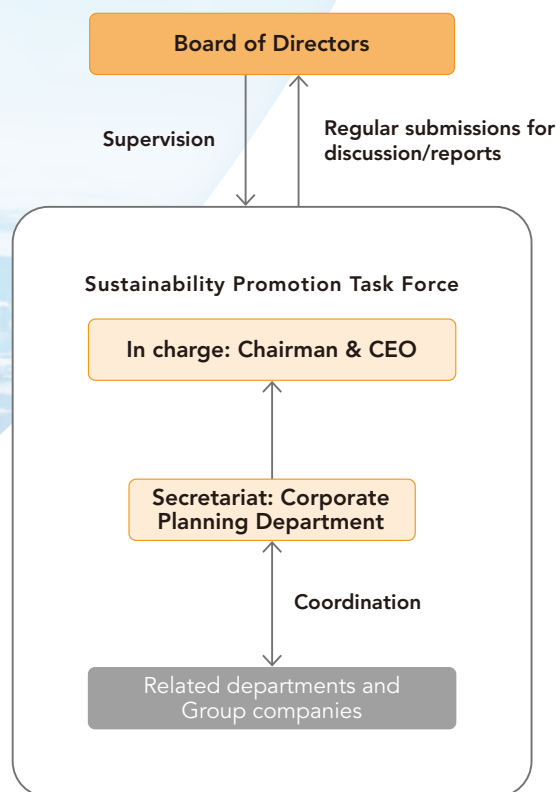 Board of Directors
Supervision
Regular submissions for
discussion/reports
Sustainability Promotion Task Force
In charge: Chairman & CEO
Secretariat: Corporate
Planning Department
Coordination
Related departments and
Group companies